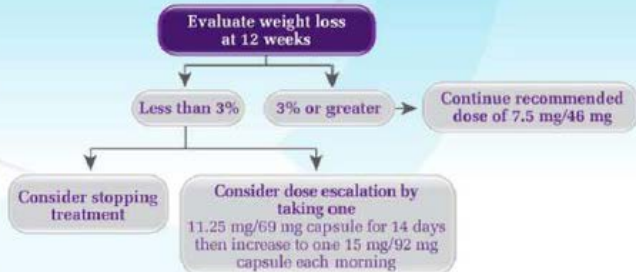 Evaluate weight loss
at 12 weeks
Less than 3%
3% or greater
Continue recommended
dose of 7.5 mg/46 mg
Consider stopping
treatment
Consider dose escalation by
taking one
11.25 mg/69 mg capsule for 14 days
then increase to one 15 mg/92 mg
capsule each morning